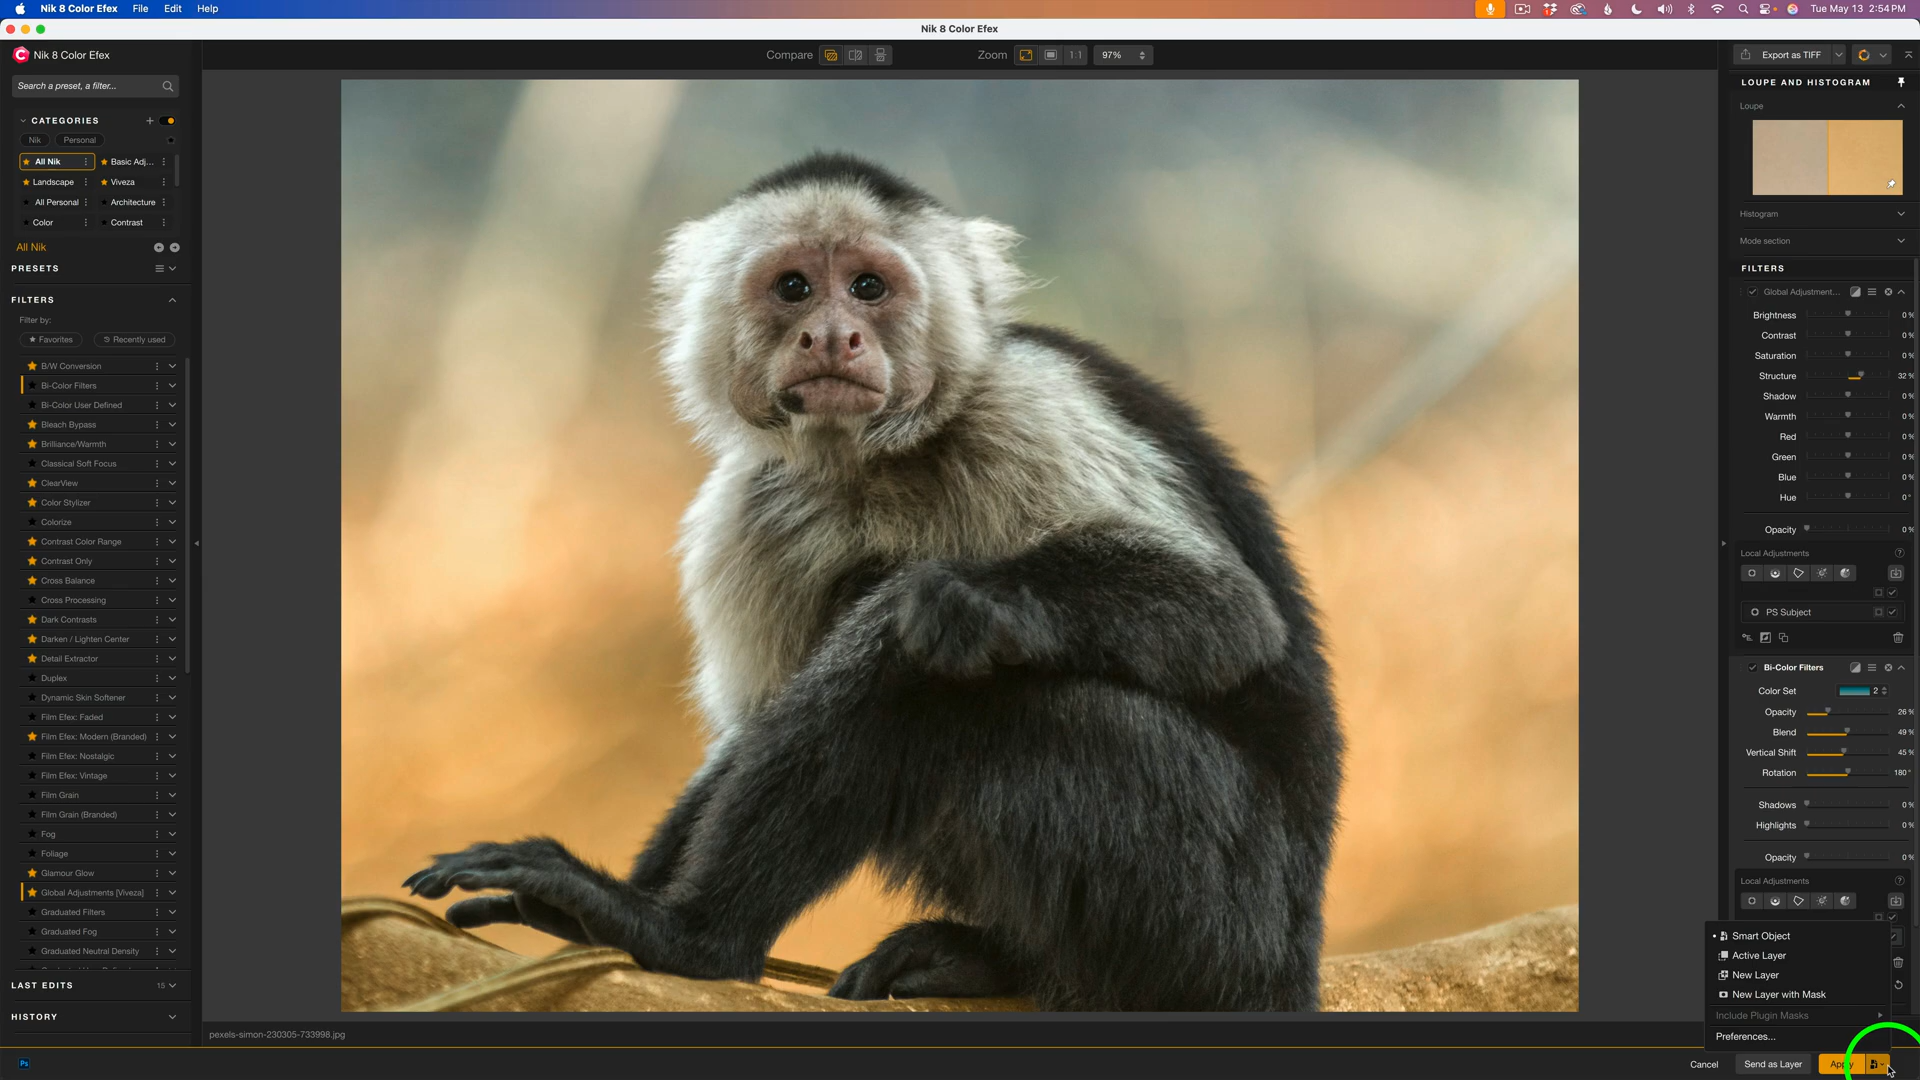 Nik 8 Color Efex File Edit Help
Tue May 13 2:54 PM
Nik 8 Color Efex
Nik 8 Color Efex
Compare
Zoom
1:1
97%
Export as TIFF
Search a preset, a filter...
CATEGORIES
Nik Personal
All Nik Basic Adj...
Landscape Viveza
All Personal Architecture
Color Contrast
All Nik
PRESETS
FILTERS
Filter by:
Favorites Recently used
B/W Conversion
Bi-Color Filters
Bi-Color User Defined
Bleach Bypass
Brilliance/Warmth
Classical Soft Focus
ClearView
Color Stylizer
Colorize
Contrast Color Range
Contrast Only
Cross Balance
Cross Processing
Dark Contrasts
Darken / Lighten Center
Detail Extractor
Duplex
Dynamic Skin Softener
Film Efex: Faded
Film Efex: Modern (Branded)
Film Efex: Nostalgic
Film Efex: Vintage
Film Grain
Film Grain (Branded)
Fog
Foliage
Glamour Glow
Global Adjustments [Viveza]
Graduated Filters
Graduated Fog
Graduated Neutral Density
LAST EDITS 15
HISTORY
Ps
pexels-simon-230305-733998.jpg
LOUPE AND HISTOGRAM
Loupe
Histogram
Mode section
FILTERS
Global Adjustment...
Brightness 0 %
Contrast 0 %
Saturation 0 %
Structure 32 %
Shadow 0 %
Warmth 0 %
Red 0 %
Green 0 %
Blue 0 %
Hue 0 °
Opacity 0 %
Local Adjustments
PS Subject
Bi-Color Filters
Color Set 2
Opacity 26 %
Blend 49 %
Vertical Shift 45 %
Rotation 180 °
Shadows 0 %
Highlights 0 %
Opacity 0 %
Local Adjustments
Smart Object
Active Layer
New Layer
New Layer with Mask
Include Plugin Masks
Preferences...
Cancel Send as Layer Apply